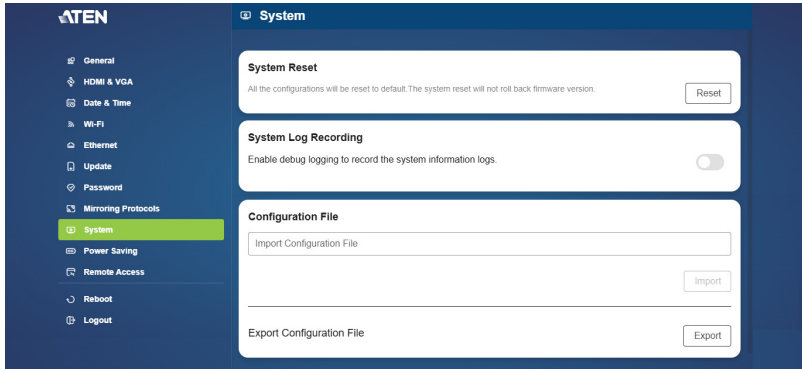 ATEN
System
General
HDMI & VGA
Date & Time
Wi-Fi
Ethernet
Update
Password
Mirroring Protocols
System
Power Saving
Remote Access
Reboot
Logout
System Reset
All the configurations will be reset to default.The system reset will not roll back firmware version.
Reset
System Log Recording
Enable debug logging to record the system information logs.
Configuration File
Import Configuration File
Import
Export Configuration File
Export